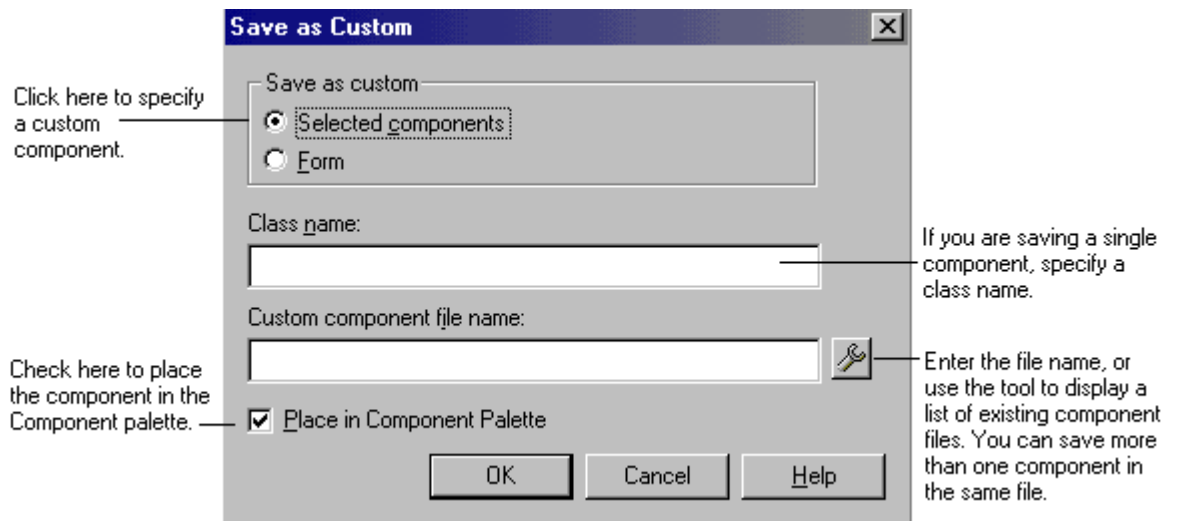 Save as Custom
Save as custom
Click here to specify
a custom
component.
Selected components
Form
Class name:
If you are saving a single
component, specify a
class name.
Custom component file name:
Check here to place
the component in the
Component palette.
Enter the file name, or
use the tool to display a
list of existing component
files. You can save more
than one component in
the same file.
Place in Component Palette
OK
Cancel
Help